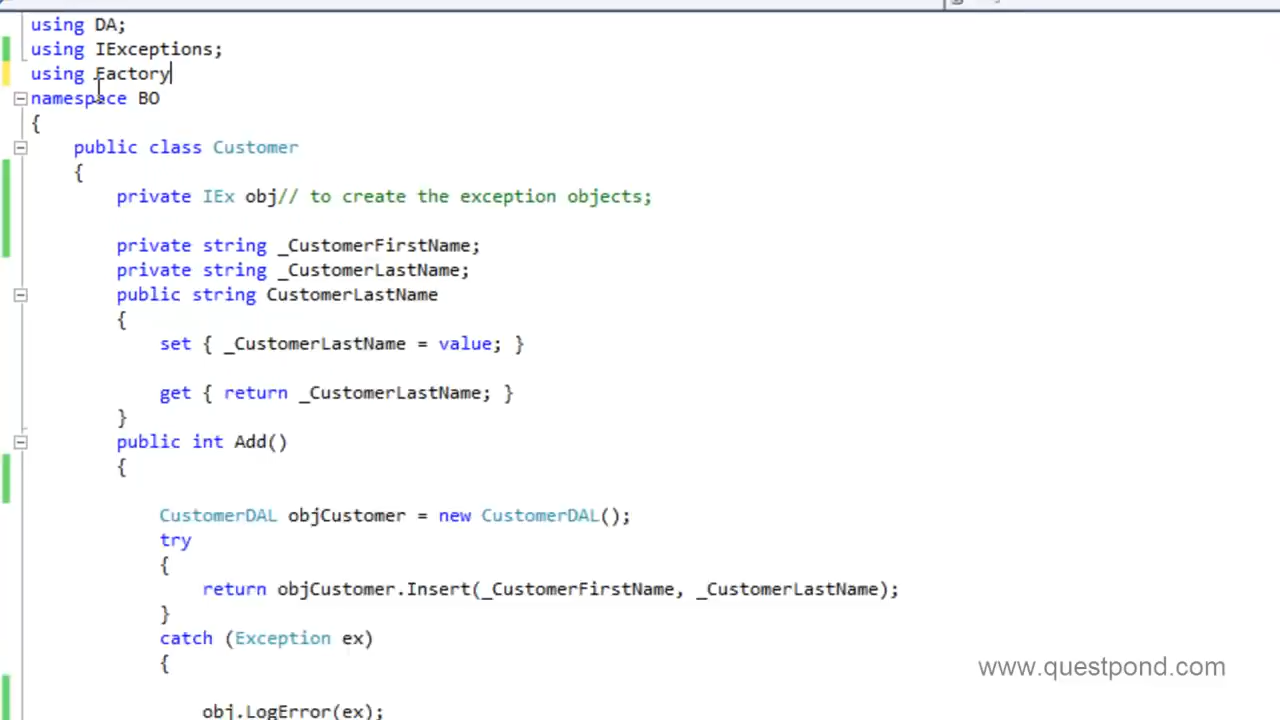 using DA;
using IExceptions;
using Factory
namespace BO
{
public class Customer
{
private IEx obj// to create the exception objects;
private string _CustomerFirstName;
private string _CustomerLastName;
public string CustomerLastName
{
set { _CustomerLastName = value; }
get { return _CustomerLastName; }
}
public int Add()
{
CustomerDAL objCustomer = new CustomerDAL();
try
{
return objCustomer.Insert(_CustomerFirstName, _CustomerLastName);
}
catch (Exception ex)
{
obj.LogError(ex);
www.questpond.com